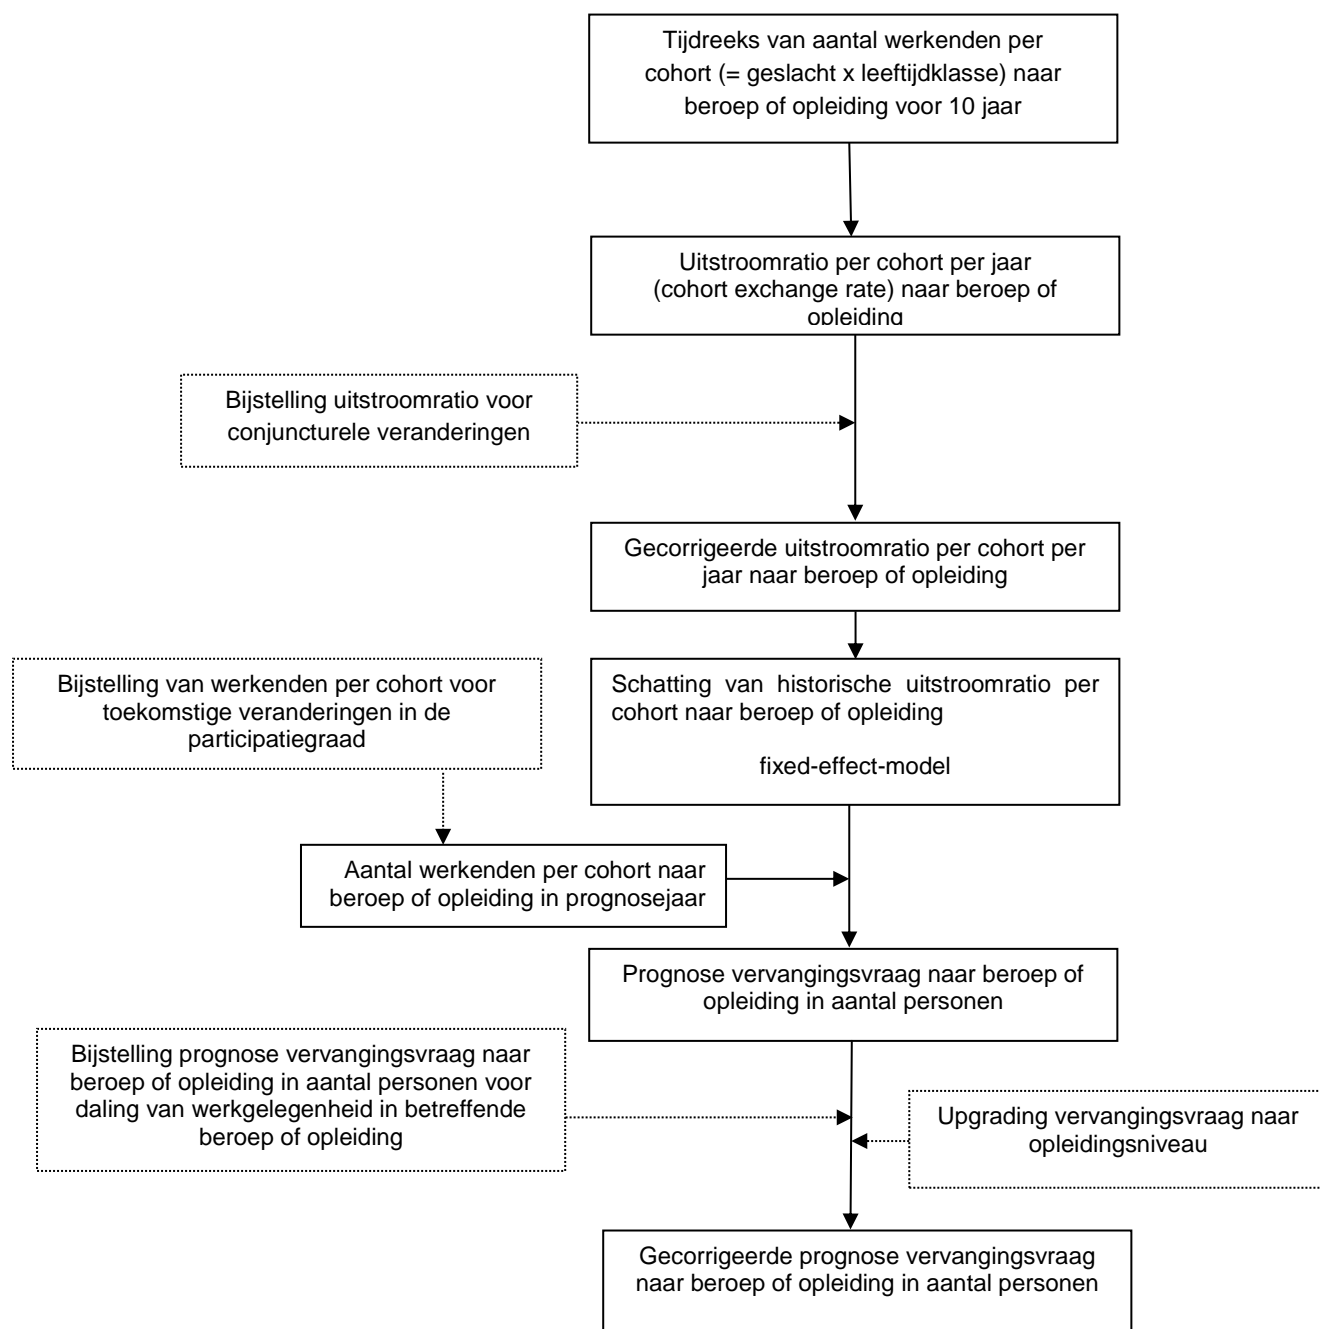 Tijdreeks van aantal werkenden per
cohort (= geslacht x leeftijdklasse) naar
beroep of opleiding voor 10 jaar
Uitstroomratio per cohort per jaar
(cohort exchange rate) naar beroep of
opleiding
Bijstelling uitstroomratio voor
conjuncturele veranderingen
Gecorrigeerde uitstroomratio per cohort per
jaar naar beroep of opleiding
Bijstelling van werkenden per cohort voor
toekomstige veranderingen in de
participatiegraad
Schatting van historische uitstroomratio per
cohort naar beroep of opleiding
fixed-effect-model
Aantal werkenden per cohort naar
beroep of opleiding in prognosejaar
Prognose vervangingsvraag naar beroep of
opleiding in aantal personen
Bijstelling prognose vervangingsvraag naar
beroep of opleiding in aantal personen voor
daling van werkgelegenheid in betreffende
beroep of opleiding
Upgrading vervangingsvraag naar
opleidingsniveau
Gecorrigeerde prognose vervangingsvraag
naar beroep of opleiding in aantal personen